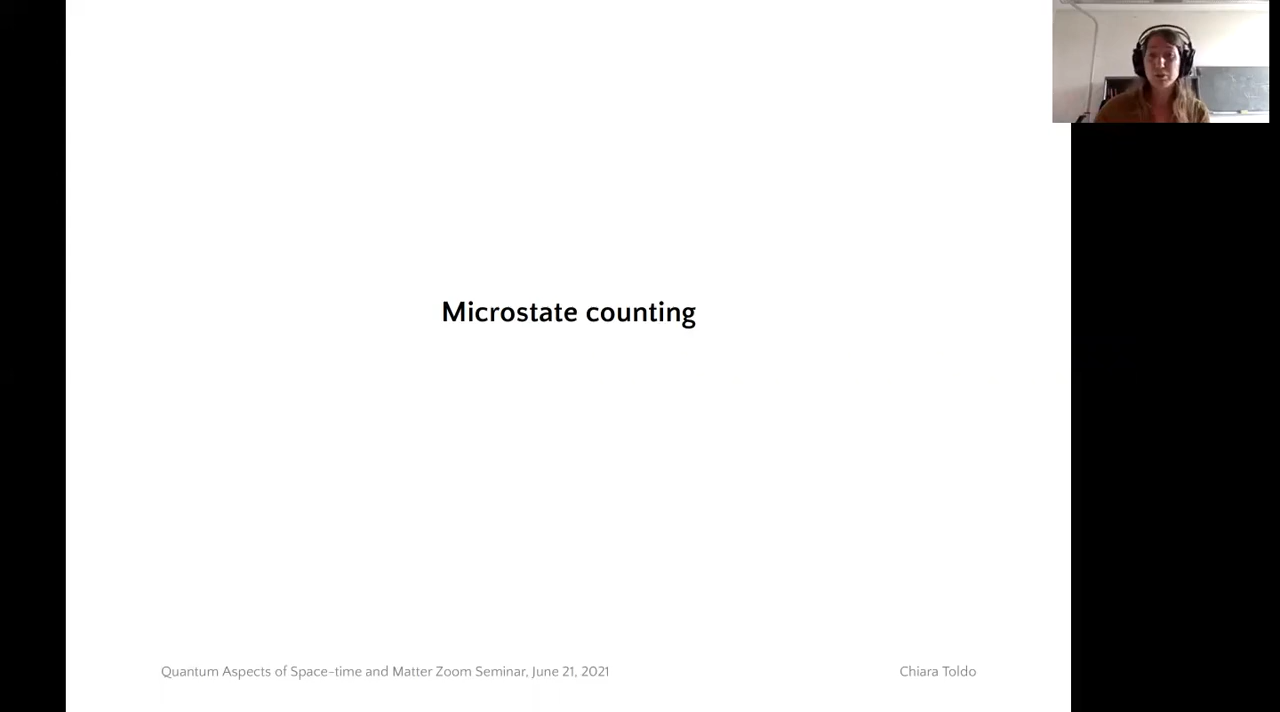 Microstate counting
Quantum Aspects of Space-time and Matter Zoom Seminar, June 21, 2021
Chiara Toldo